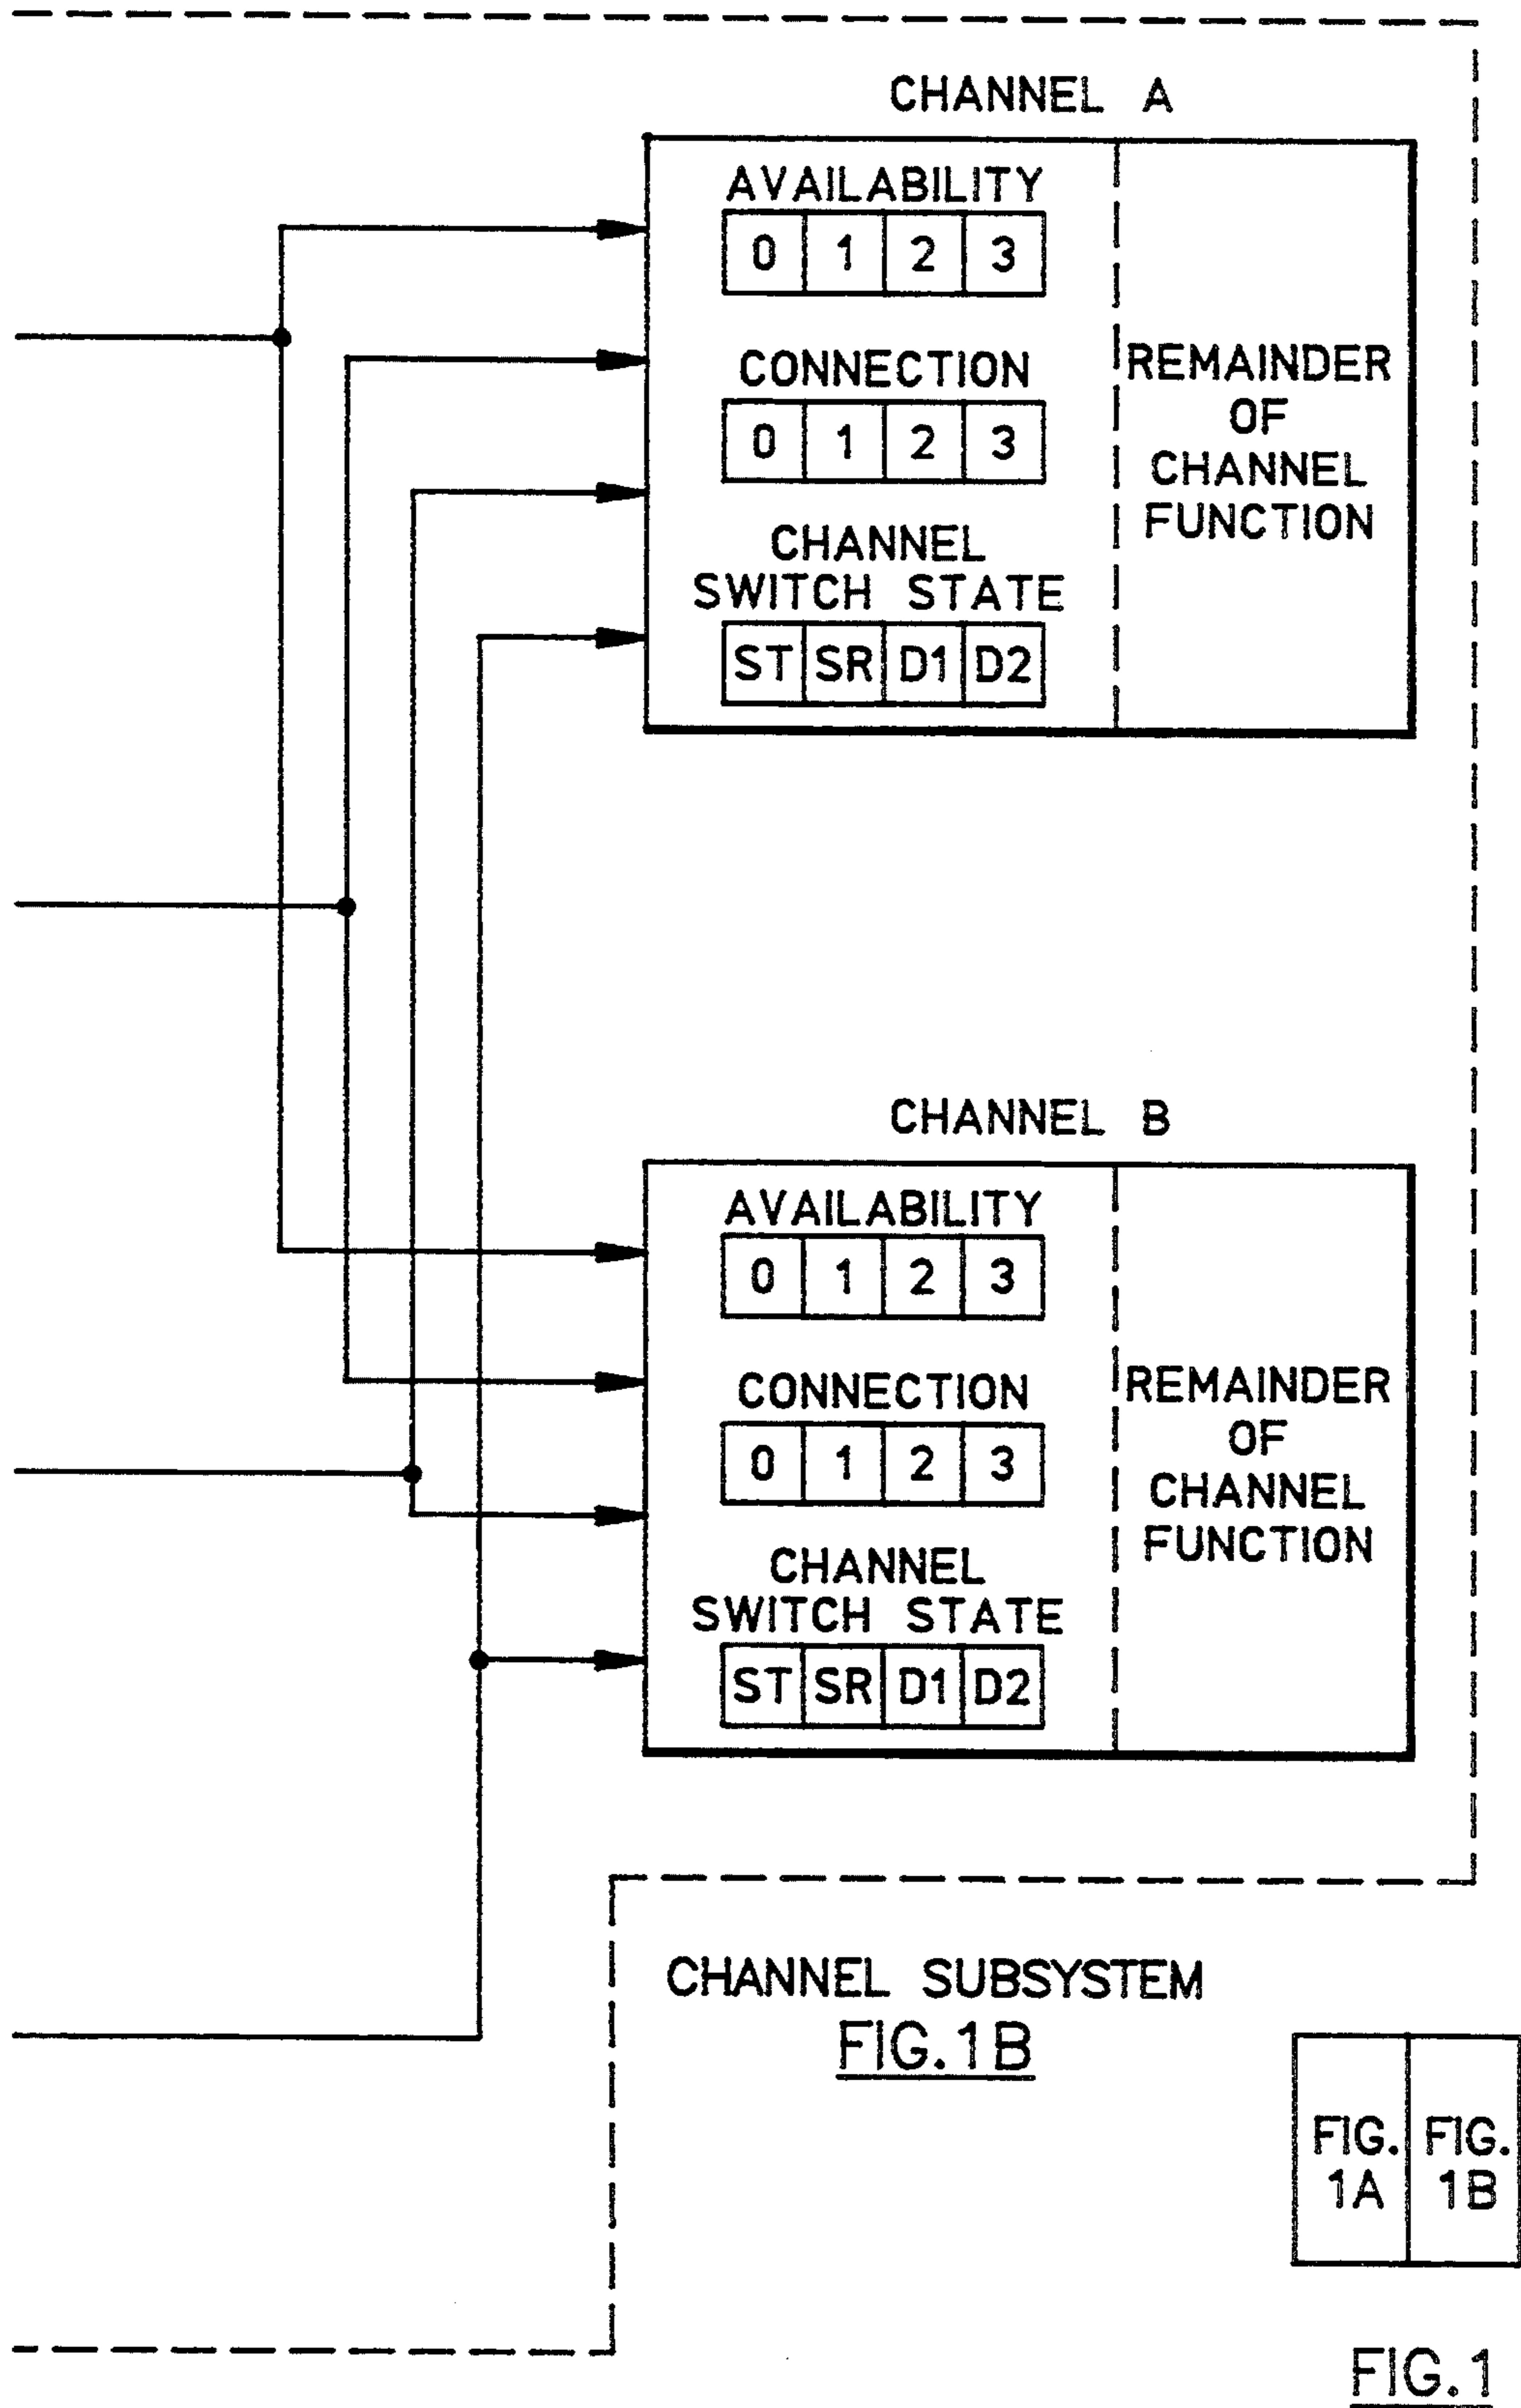 CHANNEL A
AVAILABILITY
0 1 2 3
CONNECTION
0 1 2 3
CHANNEL
SWITCH STATE
ST SR D1 D2
REMAINDER
OF
CHANNEL
FUNCTION
CHANNEL B
AVAILABILITY
0 1 2 3
CONNECTION
0 1 2 3
CHANNEL
SWITCH STATE
ST SR D1 D2
REMAINDER
OF
CHANNEL
FUNCTION
CHANNEL SUBSYSTEM
FIG.1B
FIG.
1A
FIG.
1B
FIG.1